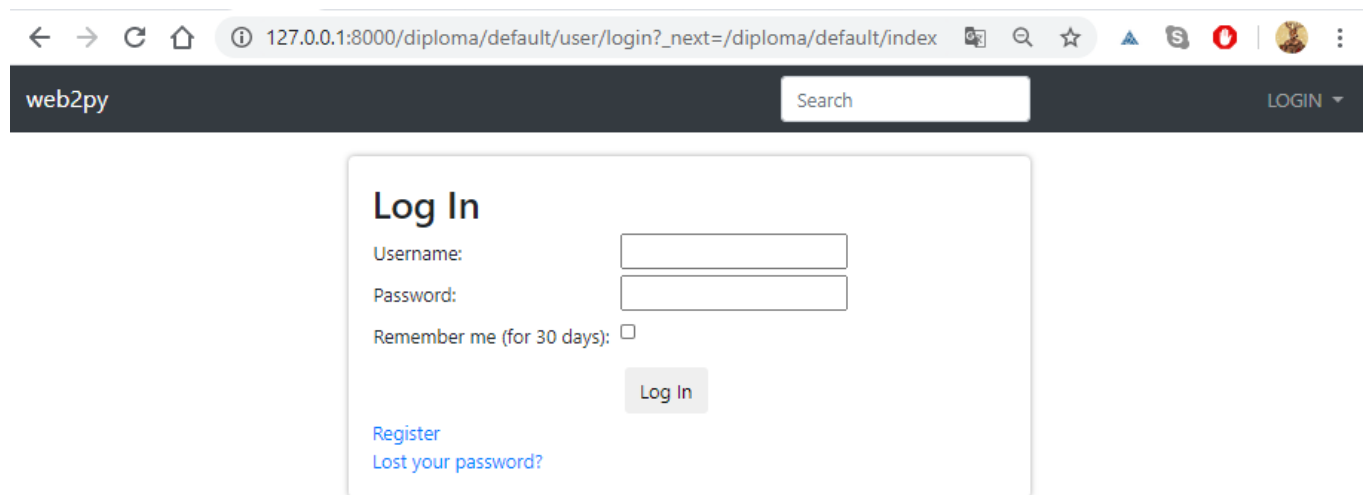 127.0.0.1:8000/diploma/default/user/login?_next=/diploma/default/index
web2py Search LOGIN
Log In
Username:
Password:
Remember me (for 30 days):
Log In
Register
Lost your password?